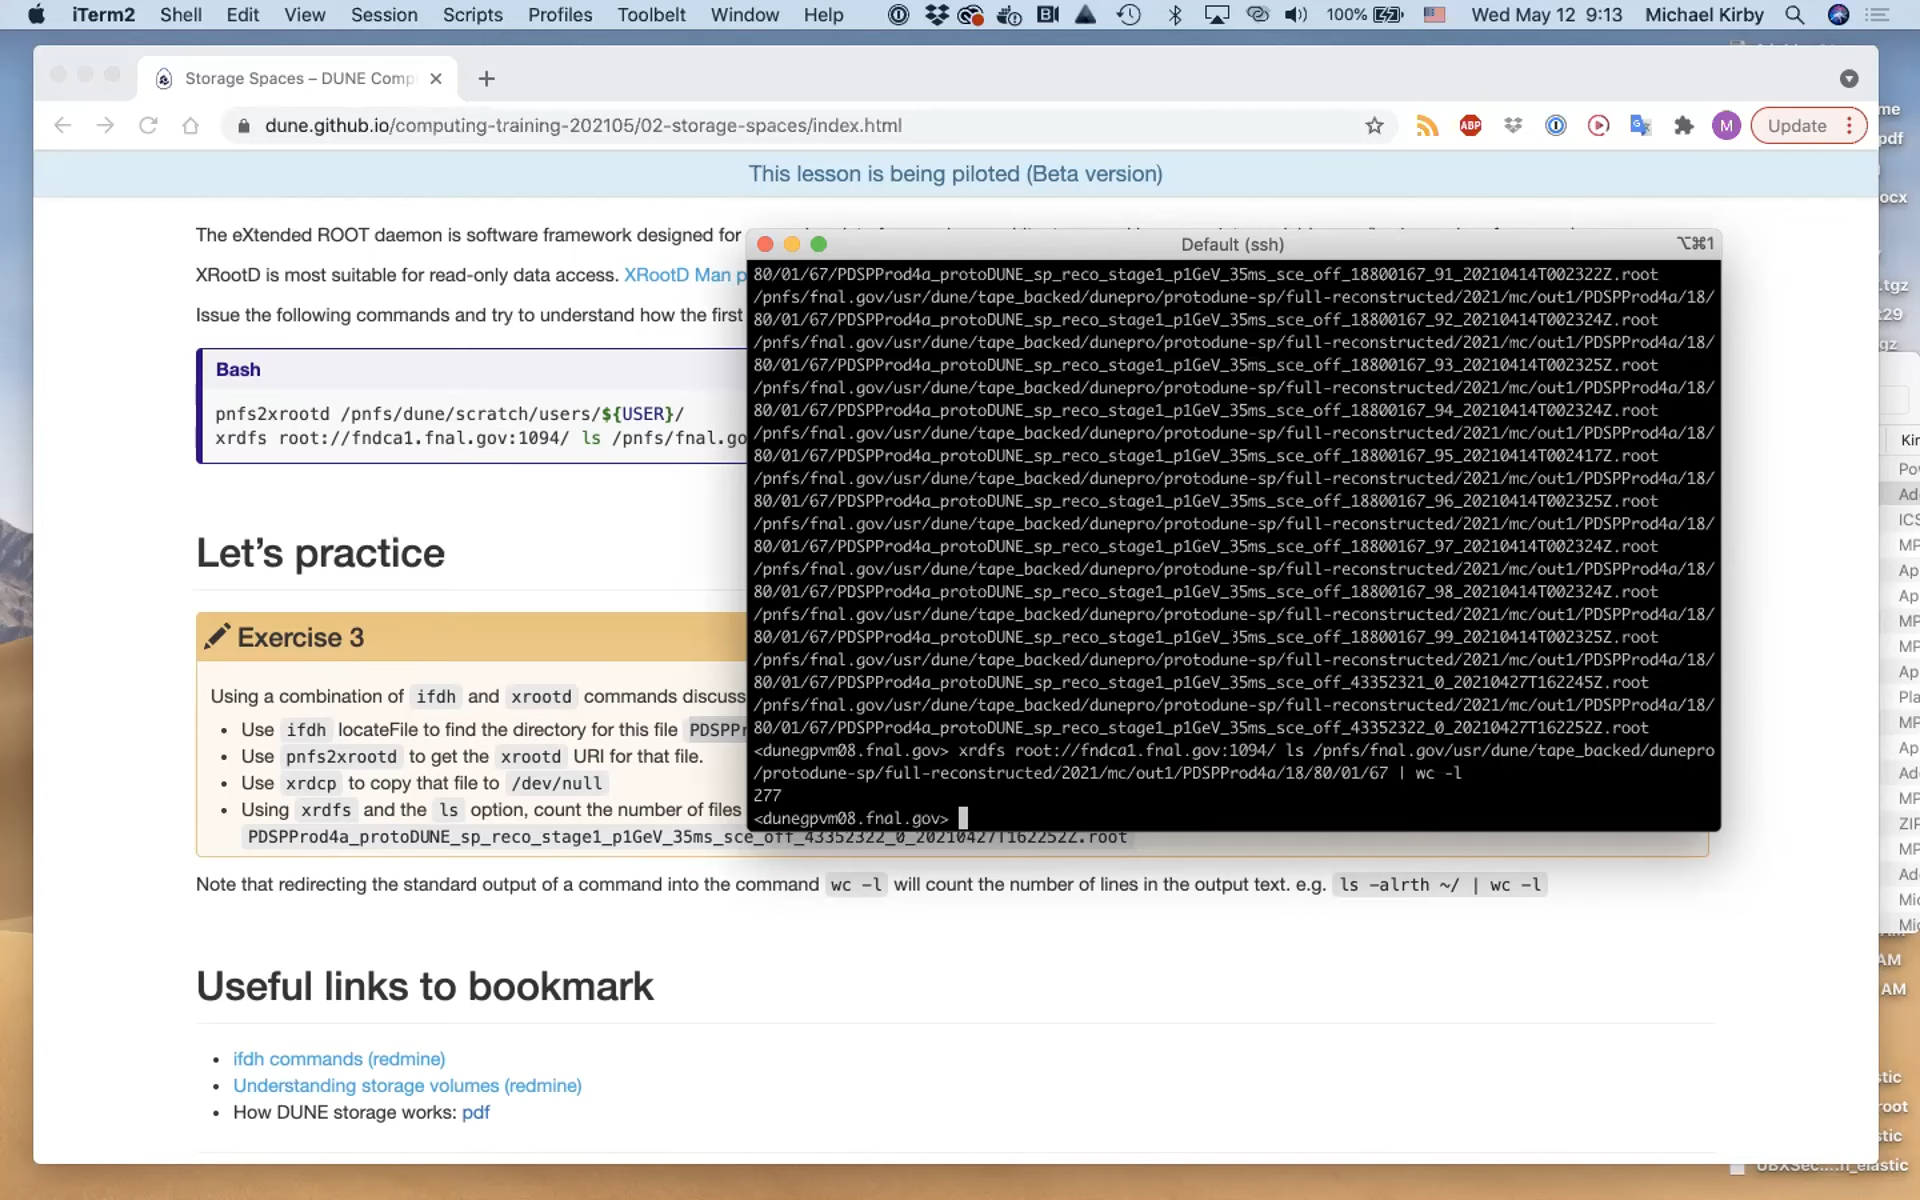 iTerm2 Shell Edit View Session Scripts Profiles Toolbelt Window Help 100% Wed May 12 9:13 Michael Kirby
Storage Spaces – DUNE Comp
dune.github.io/computing-training-202105/02-storage-spaces/index.html ABP M Update
This lesson is being piloted (Beta version)
The eXtended ROOT daemon is software framework designed for
XRootD is most suitable for read-only data access. XRootD Man p
Issue the following commands and try to understand how the first
Bash
pnfs2xrootd /pnfs/dune/scratch/users/${USER}/
xrdfs root://fndca1.fnal.gov:1094/ ls /pnfs/fnal.go
Let's practice
Exercise 3
Using a combination of ifdh and xrootd commands discuss
Use ifdh locateFile to find the directory for this file PDSPPr
Use pnfs2xrootd to get the xrootd URI for that file.
Use xrdcp to copy that file to /dev/null
Using xrdfs and the ls option, count the number of files
PDSPProd4a_protoDUNE_sp_reco_stage1_p1GeV_35ms_sce_off_43352322_0_20210427T162252Z.root
Note that redirecting the standard output of a command into the command wc -l will count the number of lines in the output text. e.g. ls -alrth ~/ | wc -l
Useful links to bookmark
ifdh commands (redmine)
Understanding storage volumes (redmine)
How DUNE storage works: pdf
Default (ssh) ⌥⌘1
80/01/67/PDSPProd4a_protoDUNE_sp_reco_stage1_p1GeV_35ms_sce_off_18800167_91_20210414T002322Z.root
/pnfs/fnal.gov/usr/dune/tape_backed/dunepro/protodune-sp/full-reconstructed/2021/mc/out1/PDSPProd4a/18/
80/01/67/PDSPProd4a_protoDUNE_sp_reco_stage1_p1GeV_35ms_sce_off_18800167_92_20210414T002324Z.root
/pnfs/fnal.gov/usr/dune/tape_backed/dunepro/protodune-sp/full-reconstructed/2021/mc/out1/PDSPProd4a/18/
80/01/67/PDSPProd4a_protoDUNE_sp_reco_stage1_p1GeV_35ms_sce_off_18800167_93_20210414T002325Z.root
/pnfs/fnal.gov/usr/dune/tape_backed/dunepro/protodune-sp/full-reconstructed/2021/mc/out1/PDSPProd4a/18/
80/01/67/PDSPProd4a_protoDUNE_sp_reco_stage1_p1GeV_35ms_sce_off_18800167_94_20210414T002324Z.root
/pnfs/fnal.gov/usr/dune/tape_backed/dunepro/protodune-sp/full-reconstructed/2021/mc/out1/PDSPProd4a/18/
80/01/67/PDSPProd4a_protoDUNE_sp_reco_stage1_p1GeV_35ms_sce_off_18800167_95_20210414T002417Z.root
/pnfs/fnal.gov/usr/dune/tape_backed/dunepro/protodune-sp/full-reconstructed/2021/mc/out1/PDSPProd4a/18/
80/01/67/PDSPProd4a_protoDUNE_sp_reco_stage1_p1GeV_35ms_sce_off_18800167_96_20210414T002325Z.root
/pnfs/fnal.gov/usr/dune/tape_backed/dunepro/protodune-sp/full-reconstructed/2021/mc/out1/PDSPProd4a/18/
80/01/67/PDSPProd4a_protoDUNE_sp_reco_stage1_p1GeV_35ms_sce_off_18800167_97_20210414T002324Z.root
/pnfs/fnal.gov/usr/dune/tape_backed/dunepro/protodune-sp/full-reconstructed/2021/mc/out1/PDSPProd4a/18/
80/01/67/PDSPProd4a_protoDUNE_sp_reco_stage1_p1GeV_35ms_sce_off_18800167_98_20210414T002324Z.root
/pnfs/fnal.gov/usr/dune/tape_backed/dunepro/protodune-sp/full-reconstructed/2021/mc/out1/PDSPProd4a/18/
80/01/67/PDSPProd4a_protoDUNE_sp_reco_stage1_p1GeV_35ms_sce_off_18800167_99_20210414T002325Z.root
/pnfs/fnal.gov/usr/dune/tape_backed/dunepro/protodune-sp/full-reconstructed/2021/mc/out1/PDSPProd4a/18/
80/01/67/PDSPProd4a_protoDUNE_sp_reco_stage1_p1GeV_35ms_sce_off_43352321_0_20210427T162245Z.root
/pnfs/fnal.gov/usr/dune/tape_backed/dunepro/protodune-sp/full-reconstructed/2021/mc/out1/PDSPProd4a/18/
80/01/67/PDSPProd4a_protoDUNE_sp_reco_stage1_p1GeV_35ms_sce_off_43352322_0_20210427T162252Z.root
<dunegpvm08.fnal.gov> xrdfs root://fndca1.fnal.gov:1094/ ls /pnfs/fnal.gov/usr/dune/tape_backed/dunepro
/protodune-sp/full-reconstructed/2021/mc/out1/PDSPProd4a/18/80/01/67 | wc -l
277
<dunegpvm08.fnal.gov>